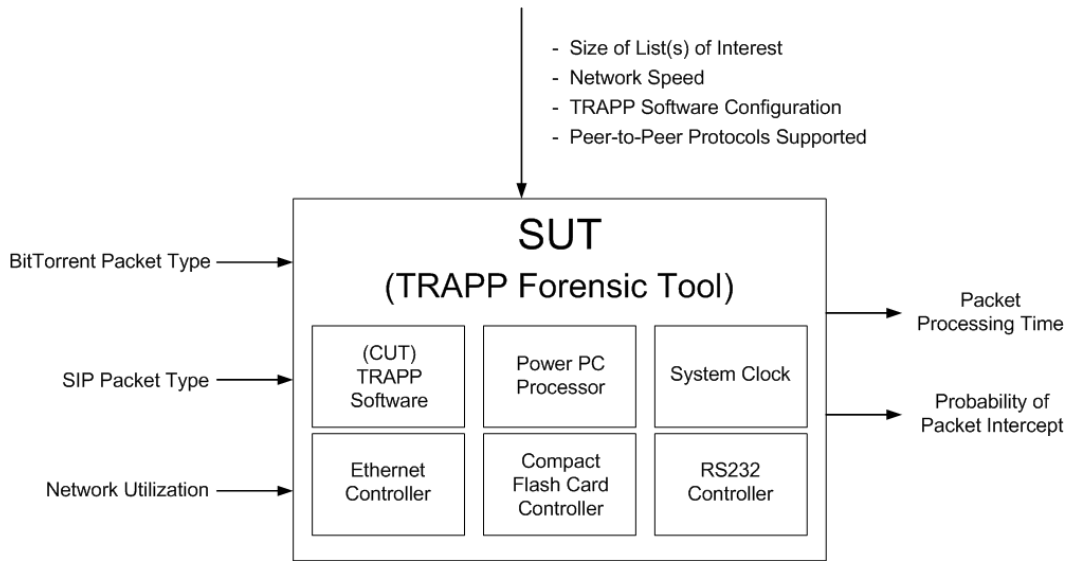 - Size of List(s) of Interest
- Network Speed
- TRAPP Software Configuration
- Peer-to-Peer Protocols Supported
SUT
(TRAPP Forensic Tool)
BitTorrent Packet Type
SIP Packet Type
Network Utilization
(CUT)
TRAPP
Software
Power PC
Processor
System Clock
Ethernet
Controller
Compact
Flash Card
Controller
RS232
Controller
Packet
Processing Time
Probability of
Packet Intercept